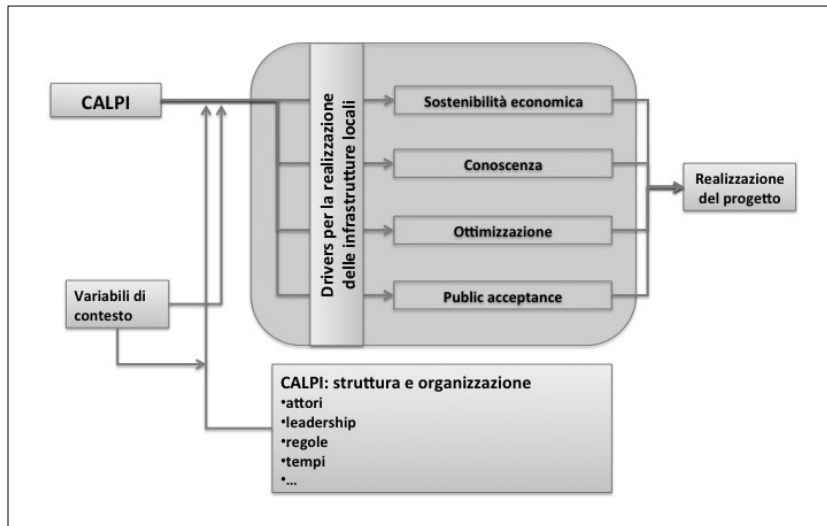 CALPI
Drivers per la realizzazione
delle infrastrutture locali
Sostenibilità economica
Conoscenza
Ottimizzazione
Public acceptance
Realizzazione
del progetto
Variabili di
contesto
CALPI: struttura e organizzazione
•attori
•leadership
•regole
•tempi
•...